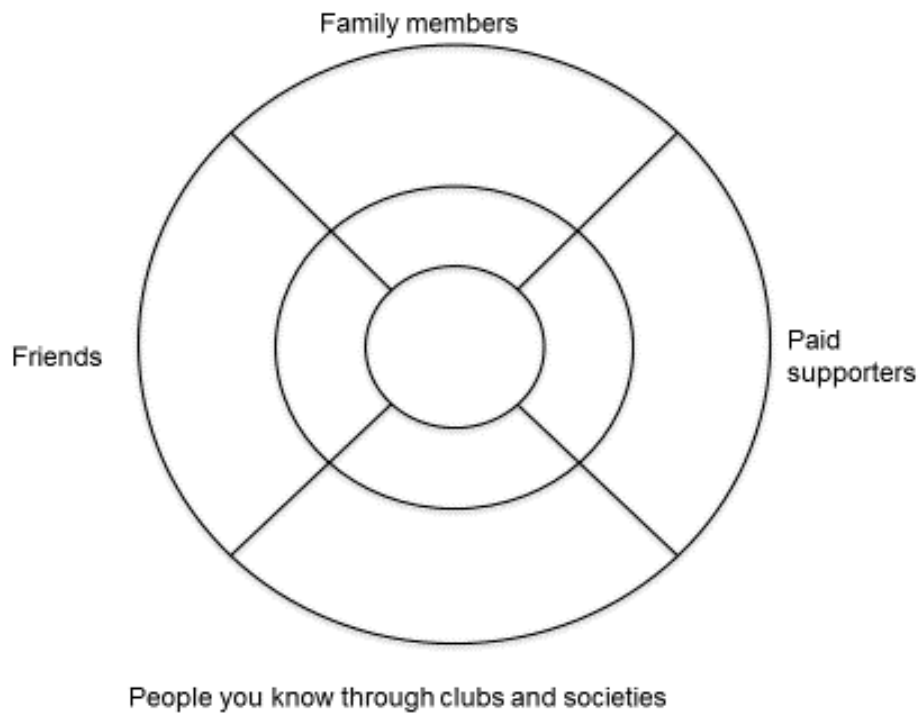 Family members
Friends
Paid
supporters
People you know through clubs and societies